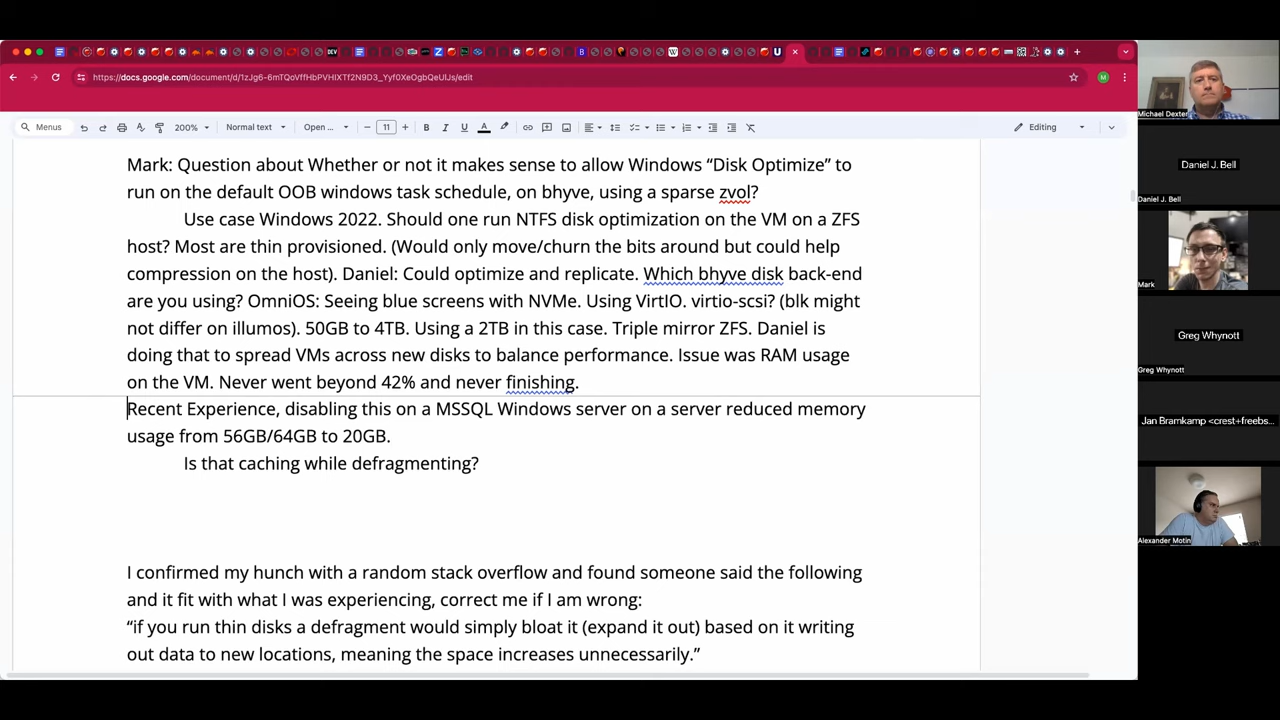 https://docs.google.com/document/d/1zJg6-6mTQoVffHbPVHIXTf2N9D3_Yyf0XeOgbQeUIJs/edit
M
Menus
200%
Normal text
Open ...
11
B
I
U
A
Editing
Mark: Question about Whether or not it makes sense to allow Windows “Disk Optimize” to
run on the default OOB windows task schedule, on bhyve, using a sparse zvol?
Use case Windows 2022. Should one run NTFS disk optimization on the VM on a ZFS
host? Most are thin provisioned. (Would only move/churn the bits around but could help
compression on the host). Daniel: Could optimize and replicate. Which bhyve disk back-end
are you using? OmniOS: Seeing blue screens with NVMe. Using VirtIO. virtio-scsi? (blk might
not differ on illumos). 50GB to 4TB. Using a 2TB in this case. Triple mirror ZFS. Daniel is
doing that to spread VMs across new disks to balance performance. Issue was RAM usage
on the VM. Never went beyond 42% and never finishing.
Recent Experience, disabling this on a MSSQL Windows server on a server reduced memory
usage from 56GB/64GB to 20GB.
Is that caching while defragmenting?
I confirmed my hunch with a random stack overflow and found someone said the following
and it fit with what I was experiencing, correct me if I am wrong:
“if you run thin disks a defragment would simply bloat it (expand it out) based on it writing
out data to new locations, meaning the space increases unnecessarily.”
Michael Dexter
Daniel J. Bell
Daniel J. Bell
Mark
Greg Whynott
Greg Whynott
Jan Bramkamp <crest+freebs...
Alexander Motin